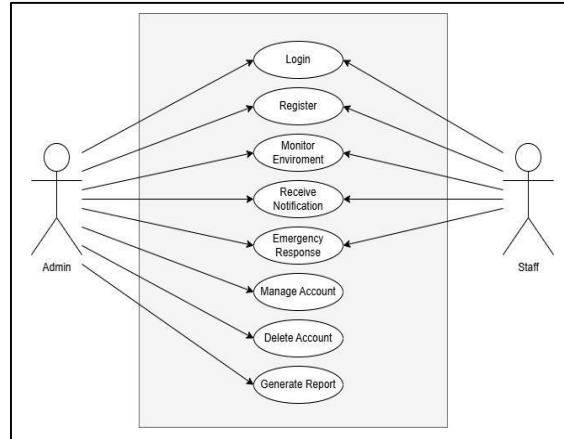 Login
Register
Monitor
Enviroment
Receive
Notification
Emergency
Response
Admin
Staff
Manage Account
Delete Account
Generate Report